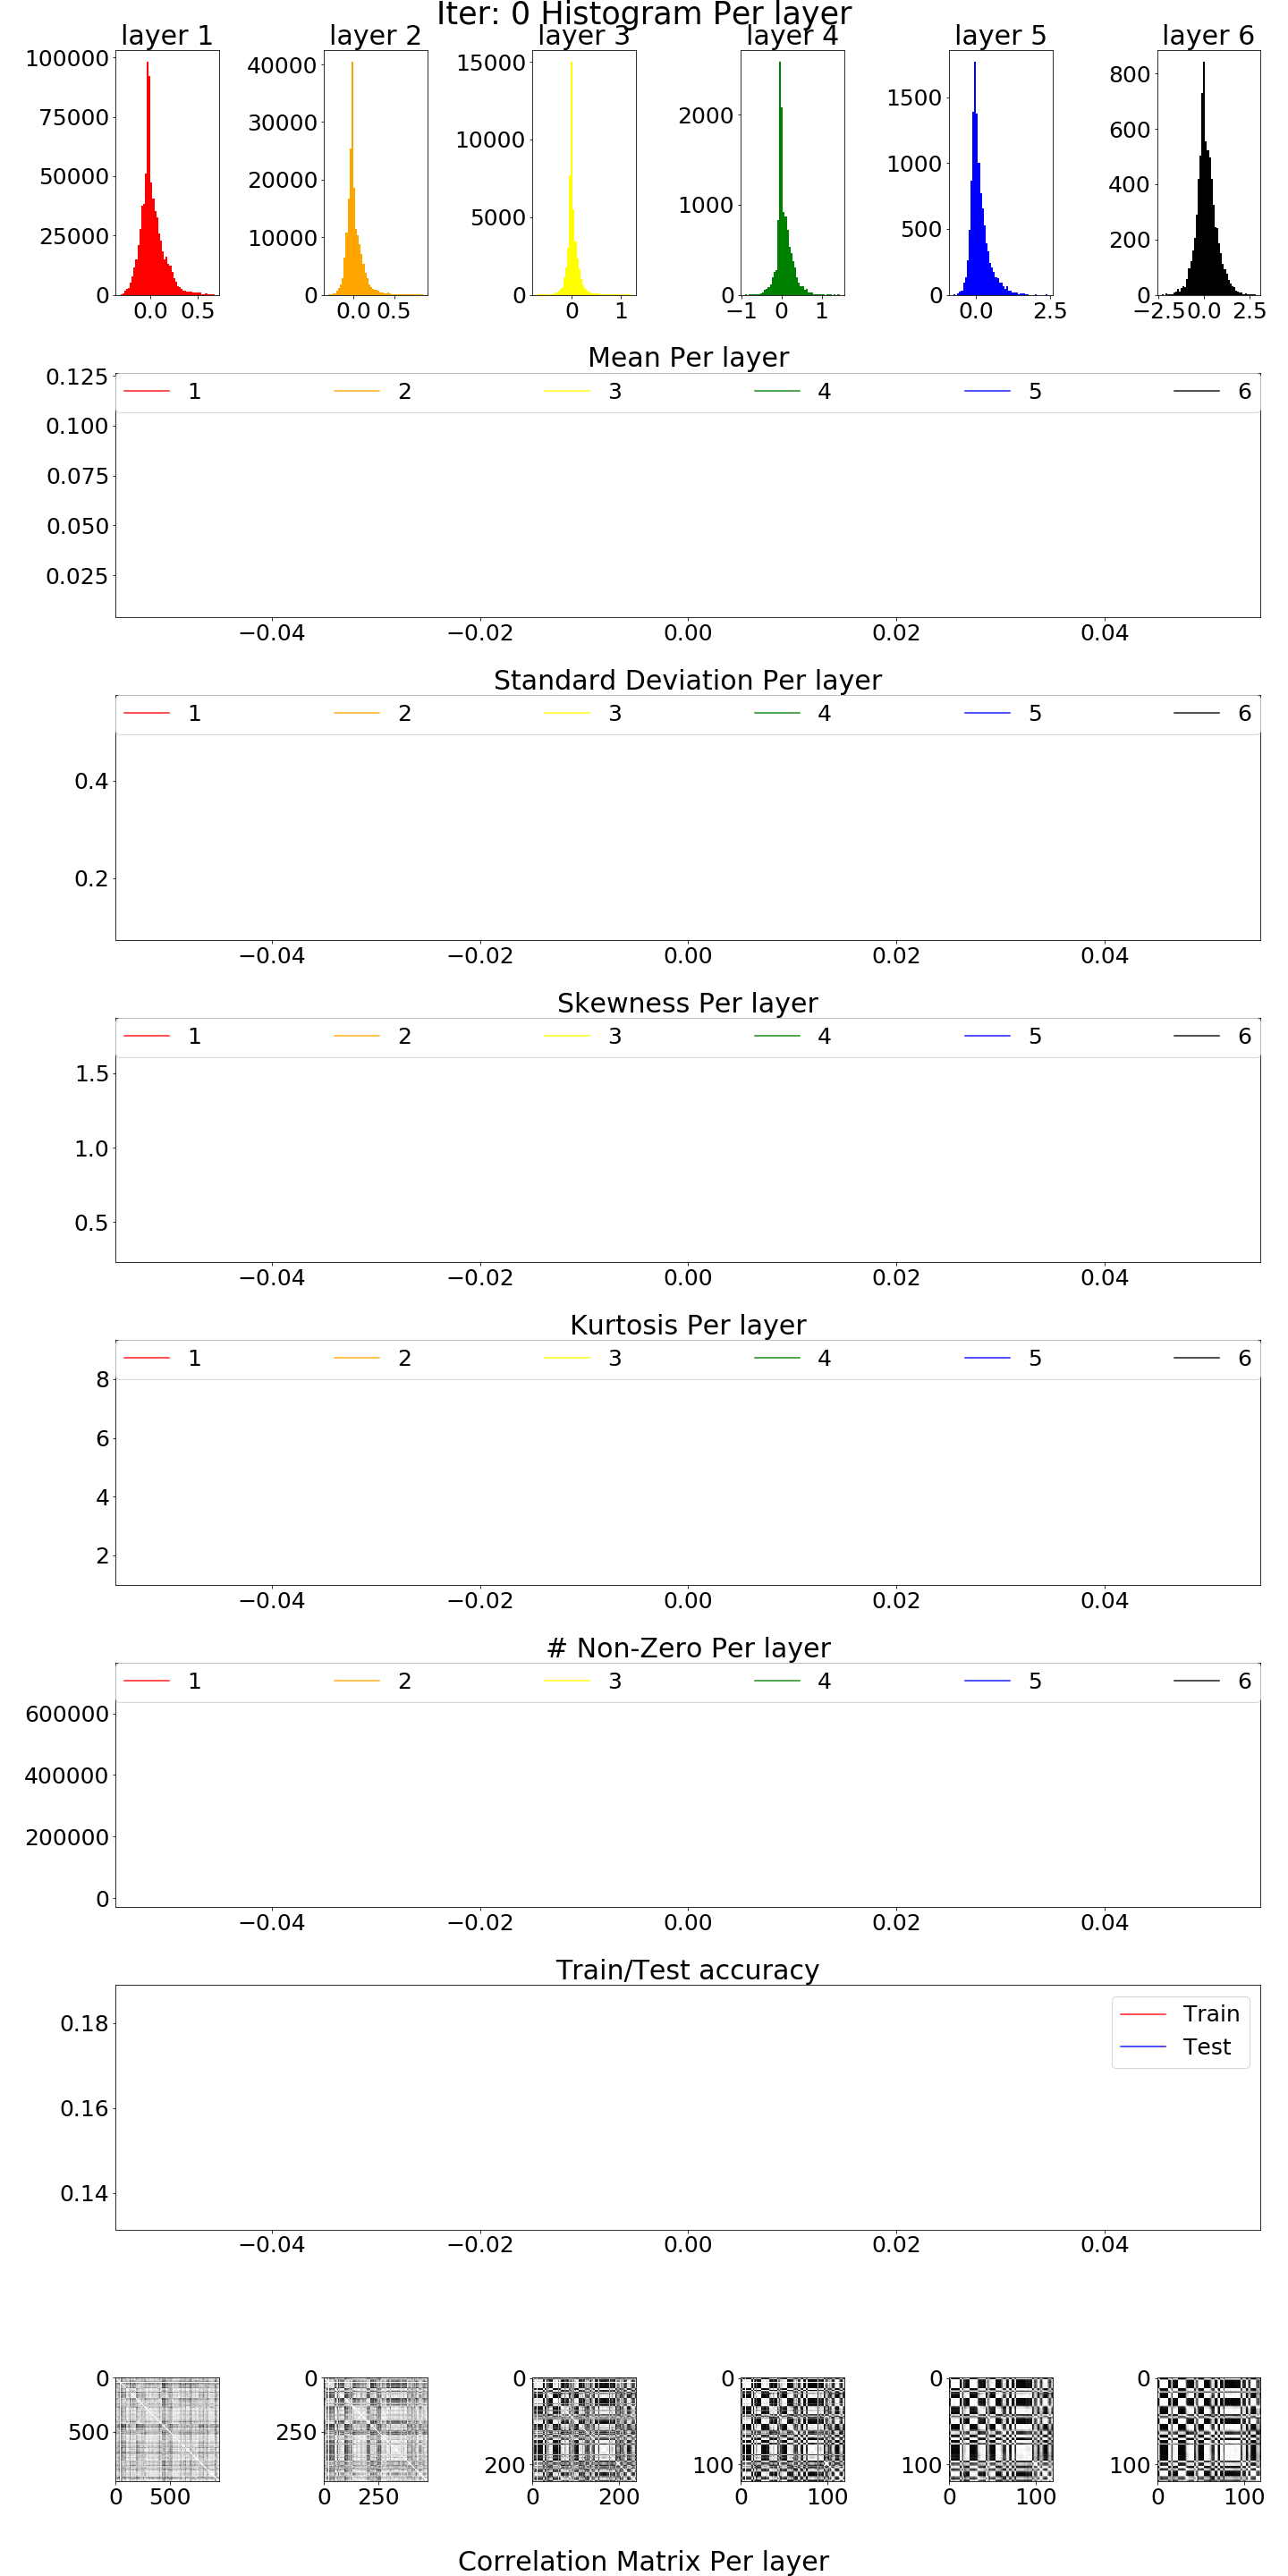 Iter: 0 Histogram Per layer
layer 1 layer 2 layer 3 layer 4 layer 5 layer 6
100000 75000 50000 25000 0
0.0 0.5
40000 30000 20000 10000 0
0.0 0.5
15000 10000 5000 0
0 1
2000 1000 0
−1 0 1
1500 1000 500 0
0.0 2.5
800 600 400 200 0
−2.5 0.0 2.5
Mean Per layer
1 2 3 4 5 6
0.125
0.100
0.075
0.050
0.025
−0.04 −0.02 0.00 0.02 0.04
Standard Deviation Per layer
1 2 3 4 5 6
0.4
0.2
−0.04 −0.02 0.00 0.02 0.04
Skewness Per layer
1 2 3 4 5 6
1.5
1.0
0.5
−0.04 −0.02 0.00 0.02 0.04
Kurtosis Per layer
1 2 3 4 5 6
8
6
4
2
−0.04 −0.02 0.00 0.02 0.04
# Non-Zero Per layer
1 2 3 4 5 6
600000
400000
200000
0
−0.04 −0.02 0.00 0.02 0.04
Train/Test accuracy
Train
Test
0.18
0.16
0.14
−0.04 −0.02 0.00 0.02 0.04
0 500
0 500
0 250
0 250
0 200
0 200
0 100
0 100
0 100
0 100
0 100
0 100
Correlation Matrix Per layer